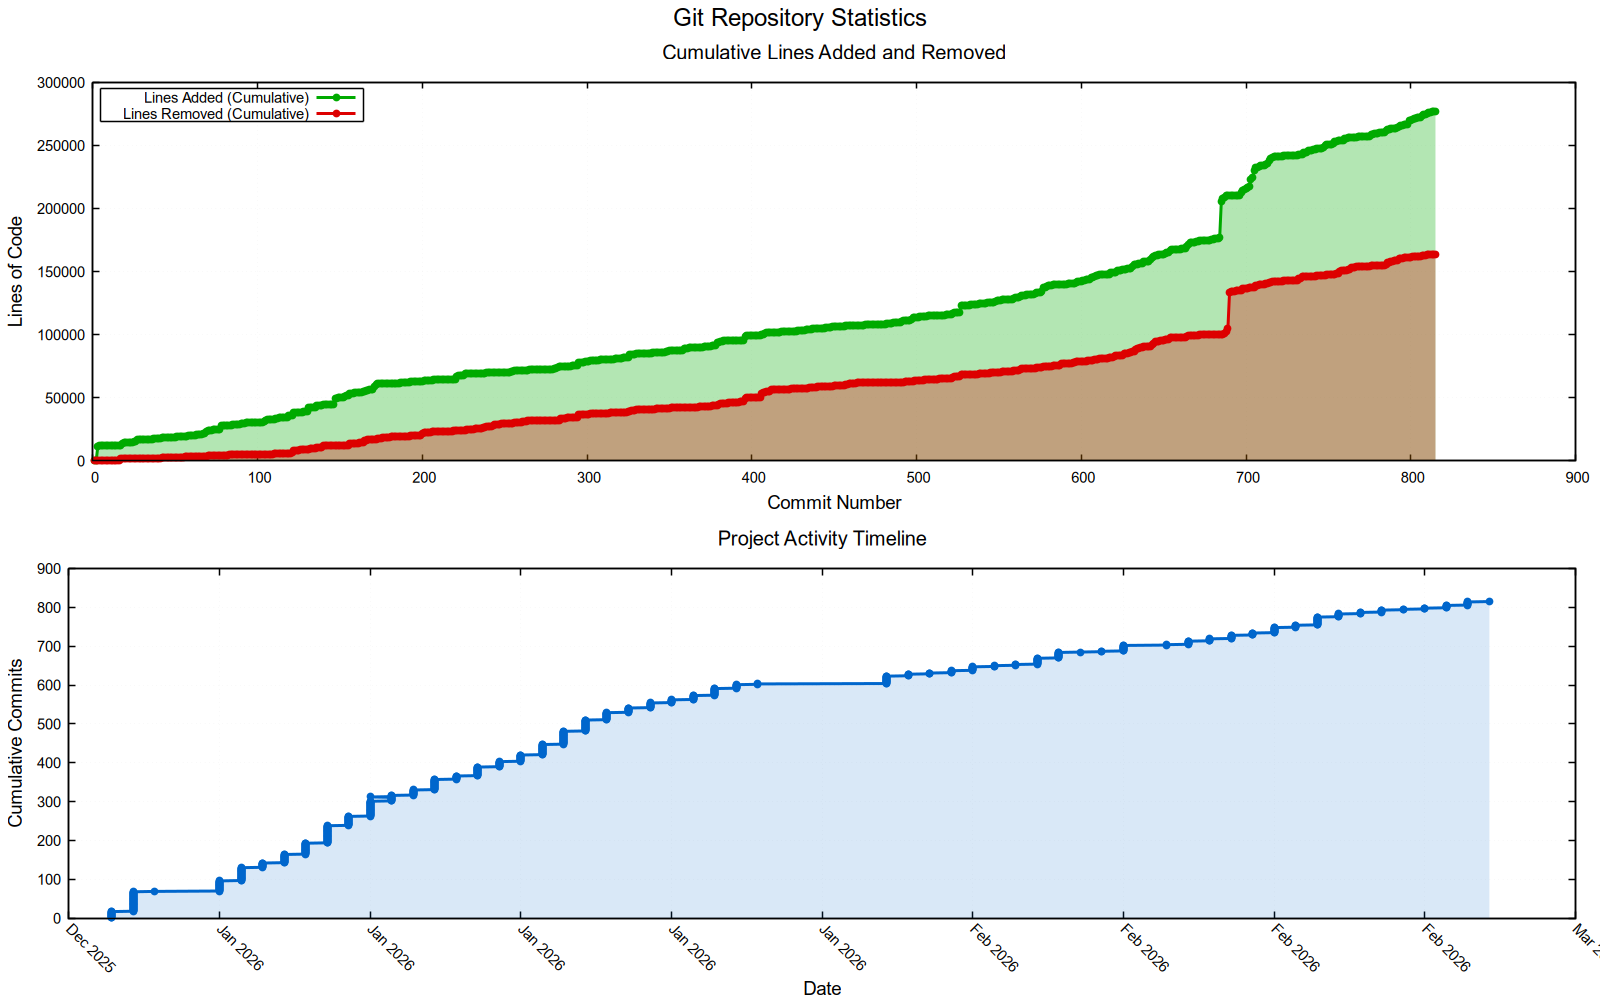 Git Repository Statistics
Cumulative Lines Added and Removed
Lines of Code
300000
250000
200000
150000
100000
50000
0
Lines Added (Cumulative)
Lines Removed (Cumulative)
0 100 200 300 400 500 600 700 800 900
Commit Number
Project Activity Timeline
Cumulative Commits
900
800
700
600
500
400
300
200
100
0
Dec 2025 Jan 2026 Jan 2026 Jan 2026 Jan 2026 Jan 2026 Feb 2026 Feb 2026 Feb 2026 Feb 2026 Mar
Date